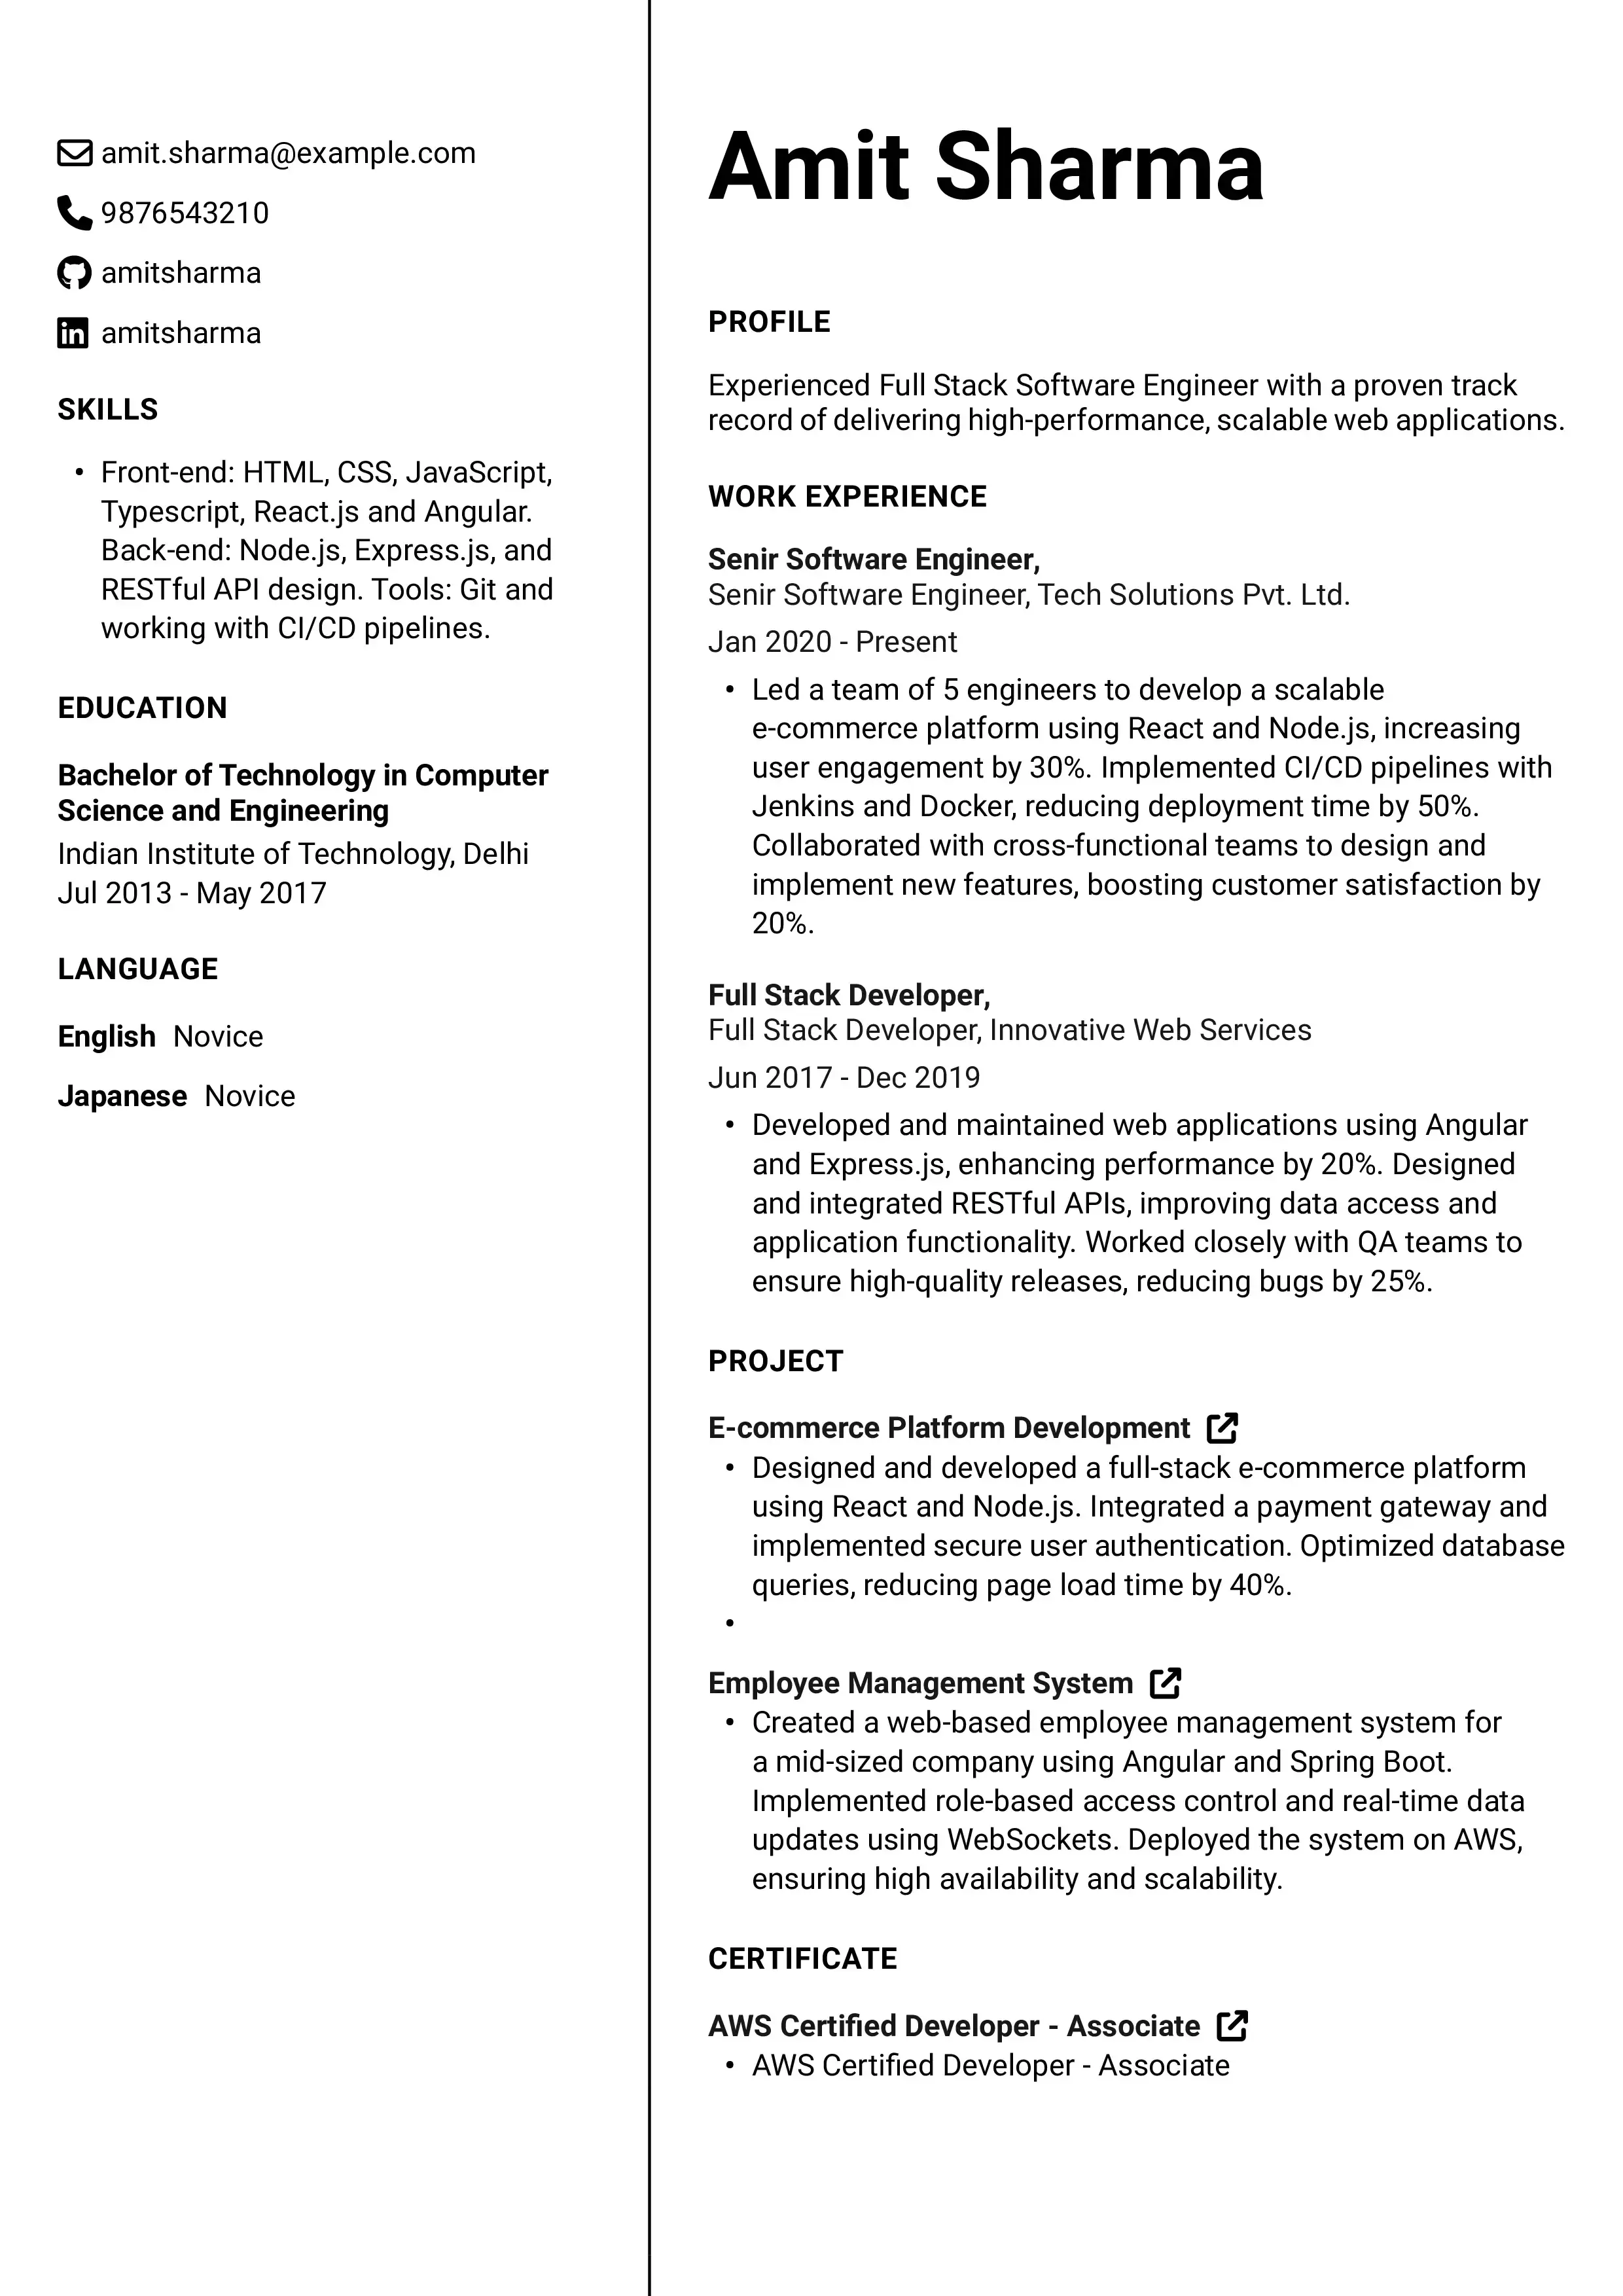 amit.sharma@example.com
9876543210
amitsharma
amitsharma
SKILLS
• Front-end: HTML, CSS, JavaScript,
Typescript, React.js and Angular.
Back-end: Node.js, Express.js, and
RESTful API design. Tools: Git and
working with CI/CD pipelines.
EDUCATION
Bachelor of Technology in Computer
Science and Engineering
Indian Institute of Technology, Delhi
Jul 2013 - May 2017
LANGUAGE
English Novice
Japanese Novice
Amit Sharma
PROFILE
Experienced Full Stack Software Engineer with a proven track
record of delivering high-performance, scalable web applications.
WORK EXPERIENCE
Senir Software Engineer,
Senir Software Engineer, Tech Solutions Pvt. Ltd.
Jan 2020 - Present
• Led a team of 5 engineers to develop a scalable
e-commerce platform using React and Node.js, increasing
user engagement by 30%. Implemented CI/CD pipelines with
Jenkins and Docker, reducing deployment time by 50%.
Collaborated with cross-functional teams to design and
implement new features, boosting customer satisfaction by
20%.
Full Stack Developer,
Full Stack Developer, Innovative Web Services
Jun 2017 - Dec 2019
• Developed and maintained web applications using Angular
and Express.js, enhancing performance by 20%. Designed
and integrated RESTful APIs, improving data access and
application functionality. Worked closely with QA teams to
ensure high-quality releases, reducing bugs by 25%.
PROJECT
E-commerce Platform Development
• Designed and developed a full-stack e-commerce platform
using React and Node.js. Integrated a payment gateway and
implemented secure user authentication. Optimized database
queries, reducing page load time by 40%.
•
Employee Management System
• Created a web-based employee management system for
a mid-sized company using Angular and Spring Boot.
Implemented role-based access control and real-time data
updates using WebSockets. Deployed the system on AWS,
ensuring high availability and scalability.
CERTIFICATE
AWS Certified Developer - Associate
• AWS Certified Developer - Associate